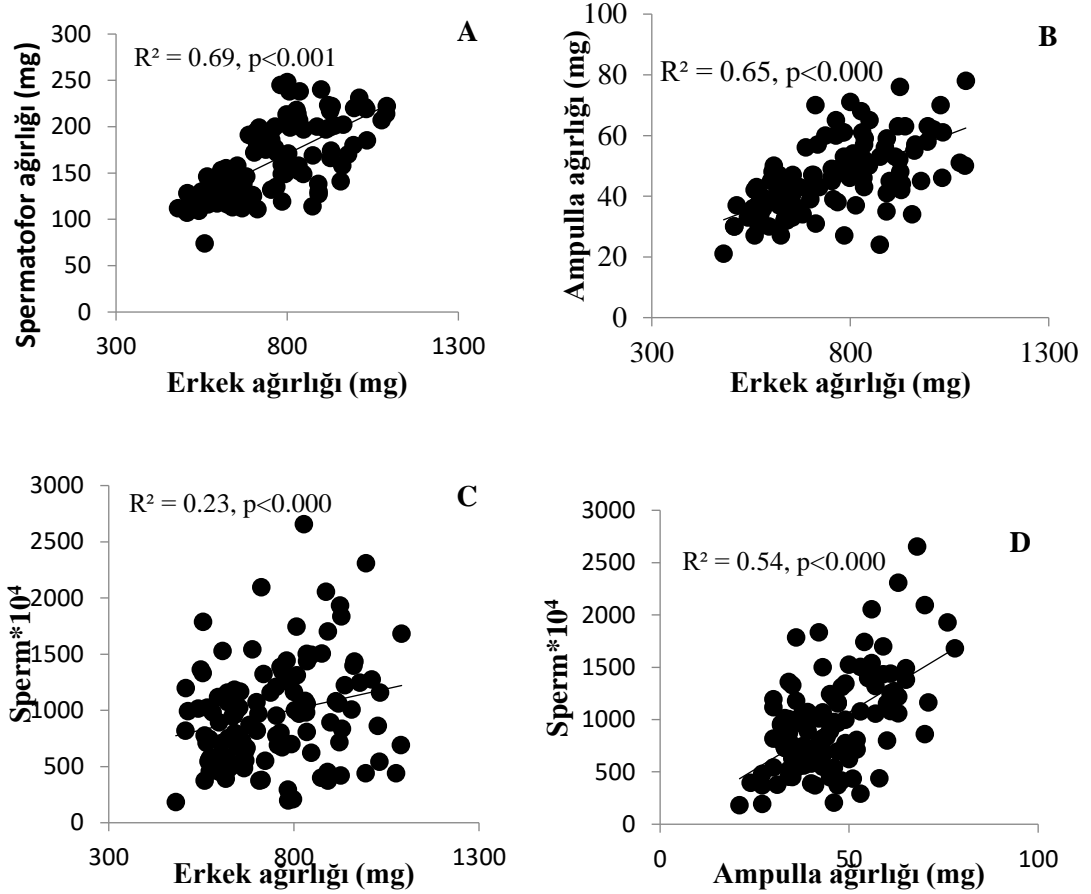 A
R² = 0.69, p<0.001
Spermatofor ağırlığı (mg)
300
250
200
150
100
50
0
300 800 1300
Erkek ağırlığı (mg)
B
R² = 0.65, p<0.000
Ampulla ağırlığı (mg)
100
80
60
40
20
0
300 800 1300
Erkek ağırlığı (mg)
C
R² = 0.23, p<0.000
Sperm*10⁴
3000
2500
2000
1500
1000
500
0
300 800 1300
Erkek ağırlığı (mg)
D
R² = 0.54, p<0.000
Sperm*10⁴
3000
2500
2000
1500
1000
500
0
0 50 100
Ampulla ağırlığı (mg)